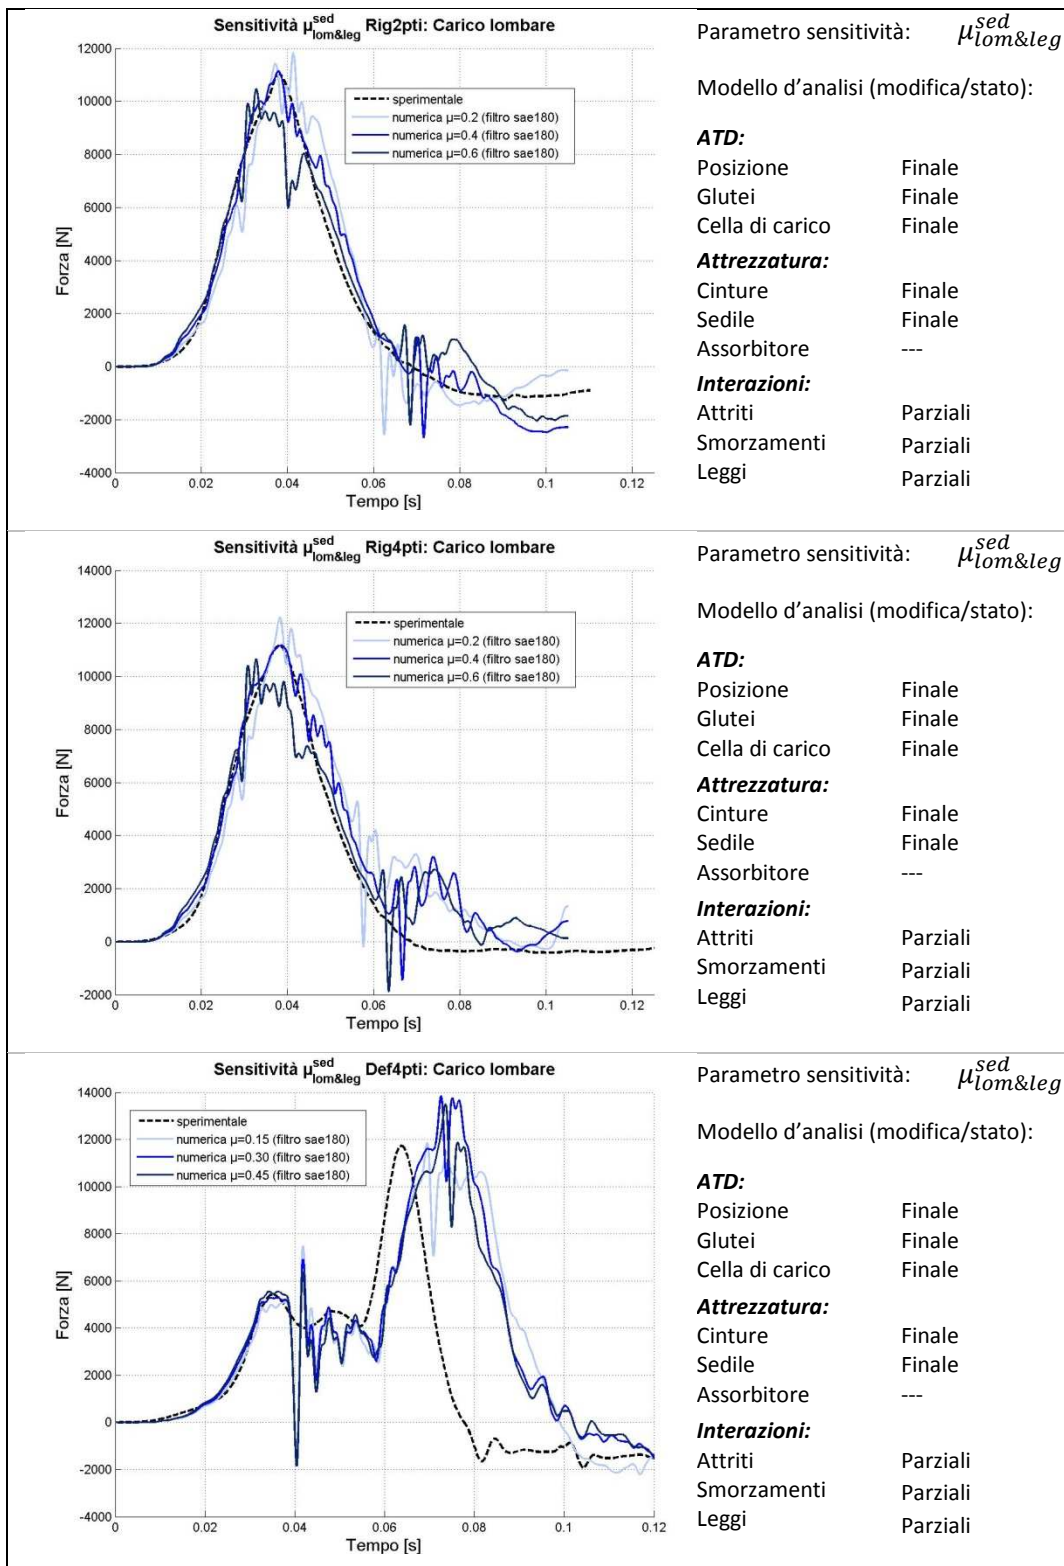 Sensitività μ^sed_lom&leg Rig2pti: Carico lombare
12000
10000
8000
6000
4000
2000
0
-2000
-4000
Forza [N]
sperimentale
numerica μ=0.2 (filtro sae180)
numerica μ=0.4 (filtro sae180)
numerica μ=0.6 (filtro sae180)
0 0.02 0.04 0.06 0.08 0.1 0.12
Tempo [s]
Parametro sensitività: μ^sed_lom&leg
Modello d'analisi (modifica/stato):
ATD:
Posizione Finale
Glutei Finale
Cella di carico Finale
Attrezzatura:
Cinture Finale
Sedile Finale
Assorbitore ---
Interazioni:
Attriti Parziali
Smorzamenti Parziali
Leggi Parziali
Sensitività μ^sed_lom&leg Rig4pti: Carico lombare
14000
12000
10000
8000
6000
4000
2000
0
-2000
Forza [N]
sperimentale
numerica μ=0.2 (filtro sae180)
numerica μ=0.4 (filtro sae180)
numerica μ=0.6 (filtro sae180)
0 0.02 0.04 0.06 0.08 0.1 0.12
Tempo [s]
Parametro sensitività: μ^sed_lom&leg
Modello d'analisi (modifica/stato):
ATD:
Posizione Finale
Glutei Finale
Cella di carico Finale
Attrezzatura:
Cinture Finale
Sedile Finale
Assorbitore ---
Interazioni:
Attriti Parziali
Smorzamenti Parziali
Leggi Parziali
Sensitività μ^sed_lom&leg Def4pti: Carico lombare
14000
12000
10000
8000
6000
4000
2000
0
-2000
-4000
Forza [N]
sperimentale
numerica μ=0.15 (filtro sae180)
numerica μ=0.30 (filtro sae180)
numerica μ=0.45 (filtro sae180)
0 0.02 0.04 0.06 0.08 0.1 0.12
Tempo [s]
Parametro sensitività: μ^sed_lom&leg
Modello d'analisi (modifica/stato):
ATD:
Posizione Finale
Glutei Finale
Cella di carico Finale
Attrezzatura:
Cinture Finale
Sedile Finale
Assorbitore ---
Interazioni:
Attriti Parziali
Smorzamenti Parziali
Leggi Parziali